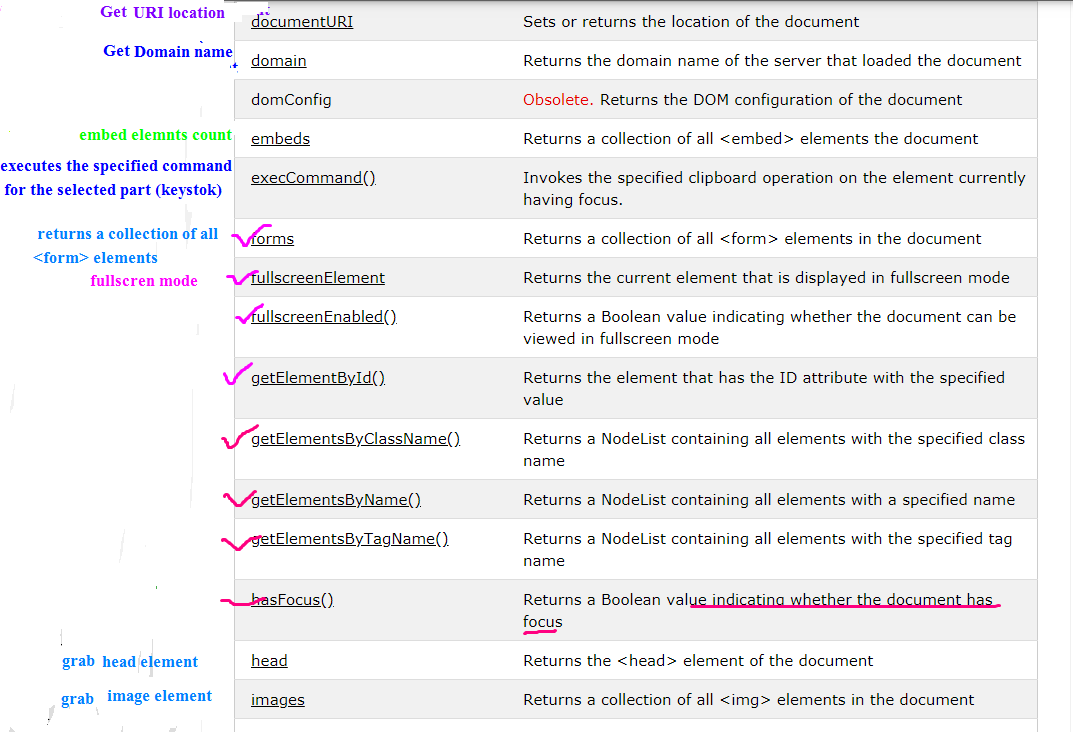 Get URI location
documentURI Sets or returns the location of the document
Get Domain name
domain Returns the domain name of the server that loaded the document
domConfig Obsolete. Returns the DOM configuration of the document
embed elemnts count
embeds Returns a collection of all <embed> elements the document
executes the specified command
for the selected part (keystok)
execCommand() Invokes the specified clipboard operation on the element currently
having focus.
returns a collection of all
<form> elements
forms Returns a collection of all <form> elements in the document
fullscren mode
fullscreenElement Returns the current element that is displayed in fullscreen mode
fullscreenEnabled() Returns a Boolean value indicating whether the document can be
viewed in fullscreen mode
getElementById() Returns the element that has the ID attribute with the specified
value
getElementsByClassName() Returns a NodeList containing all elements with the specified class
name
getElementsByName() Returns a NodeList containing all elements with a specified name
getElementsByTagName() Returns a NodeList containing all elements with the specified tag
name
hasFocus() Returns a Boolean value indicating whether the document has
focus
grab head element
head Returns the <head> element of the document
grab image element
images Returns a collection of all <img> elements in the document